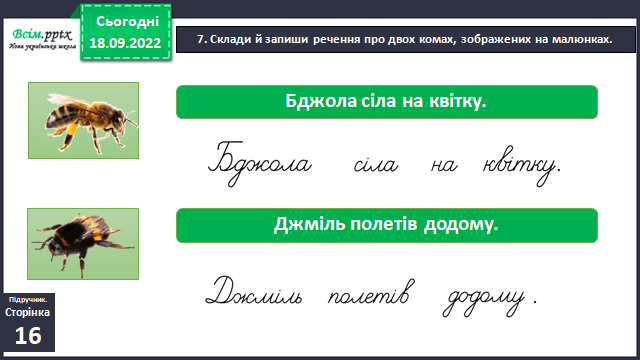 Всім.pptx
Нова українська школа
Сьогодні
18.09.2022
7. Склади й запиши речення про двох комах, зображених на малюнках.
Бджола сіла на квітку.
Бджола сіла на квітку.
Джміль полетів додому.
Джміль полетів додому.
Підручник.
Сторінка
16